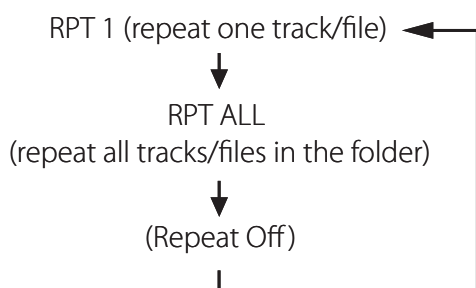 RPT 1 (repeat one track/file)
RPT ALL
(repeat all tracks/files in the folder)
(Repeat Off)